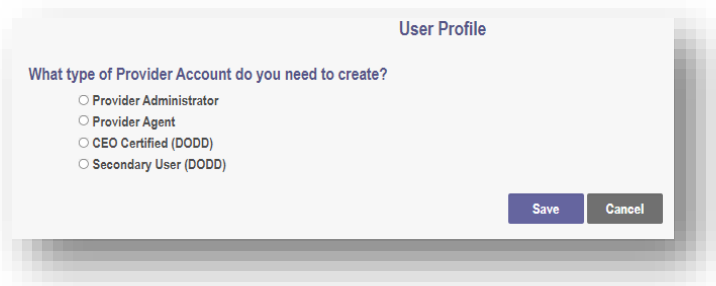 User Profile
What type of Provider Account do you need to create?
Provider Administrator
Provider Agent
CEO Certified (DODD)
Secondary User (DODD)
Save Cancel